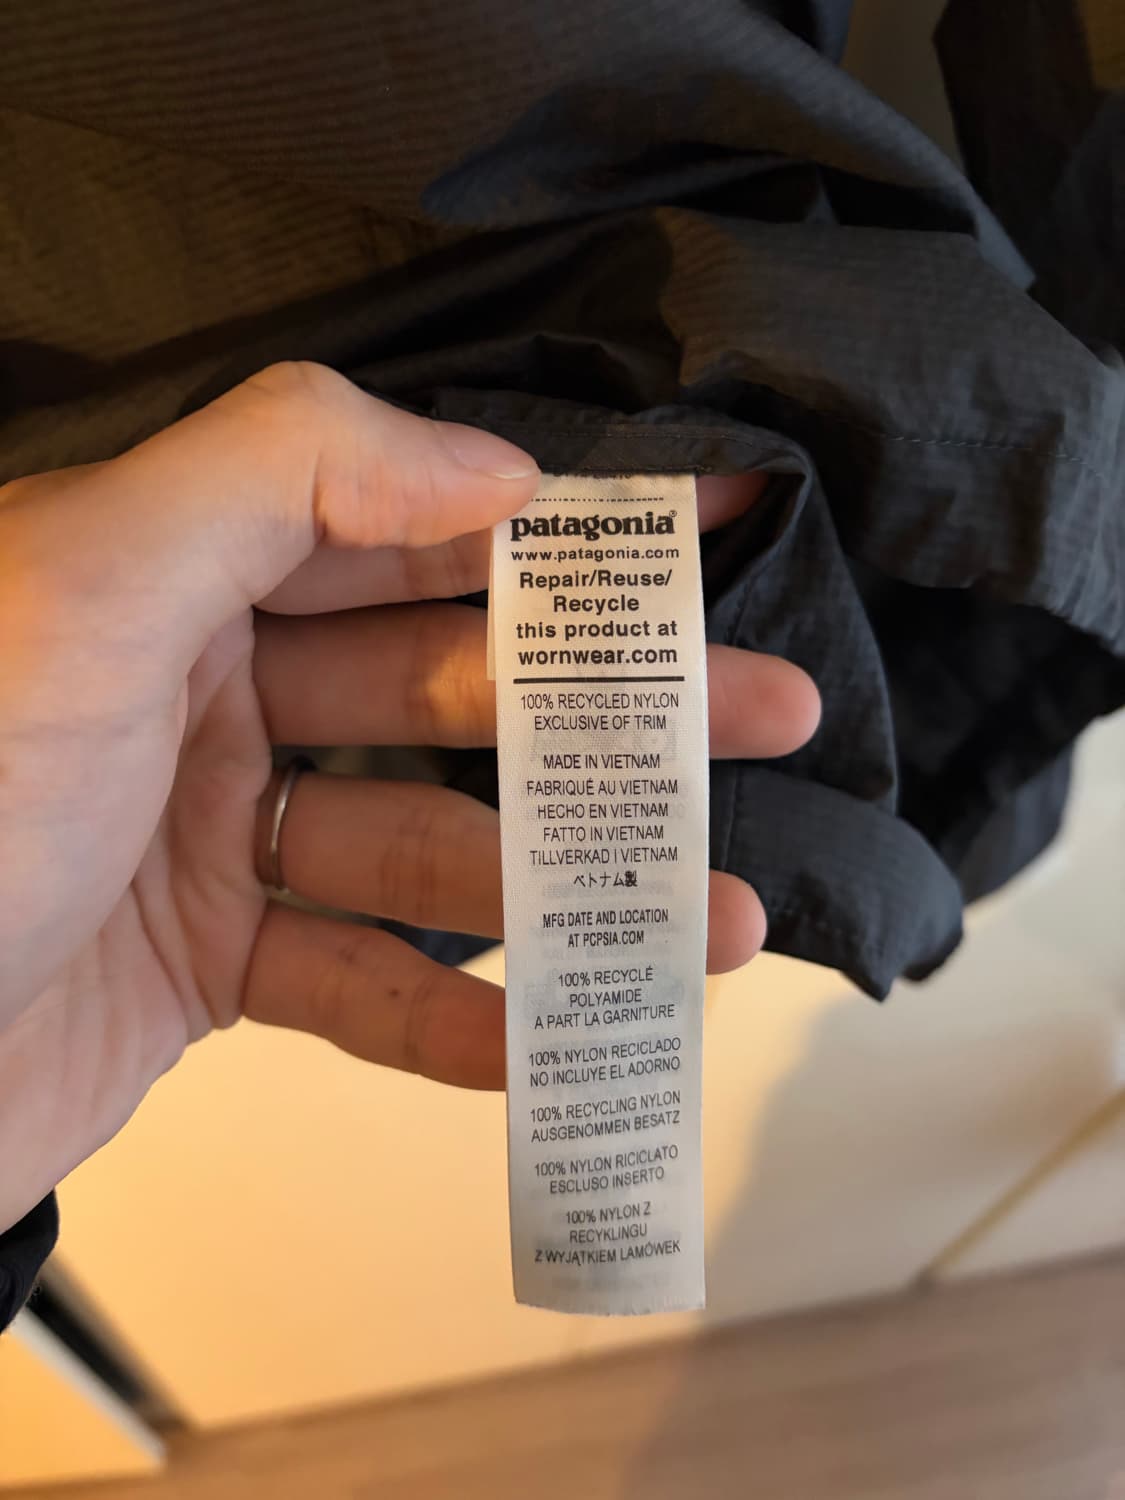 patagonia®
www.patagonia.com
Repair/Reuse/
Recycle
this product at
wornwear.com
100% RECYCLED NYLON
EXCLUSIVE OF TRIM
MADE IN VIETNAM
FABRIQUÉ AU VIETNAM
HECHO EN VIETNAM
FATTO IN VIETNAM
TILLVERKAD I VIETNAM
ベトナム製
MFG DATE AND LOCATION
AT PCPSIA.COM
100% RECYCLÉ
POLYAMIDE
A PART LA GARNITURE
100% NYLON RECICLADO
NO INCLUYE EL ADORNO
100% RECYCLING NYLON
AUSGENOMMEN BESATZ
100% NYLON RICICLATO
ESCLUSO INSERTO
100% NYLON Z
RECYKLINGU
Z WYJĄTKIEM LAMÓWEK